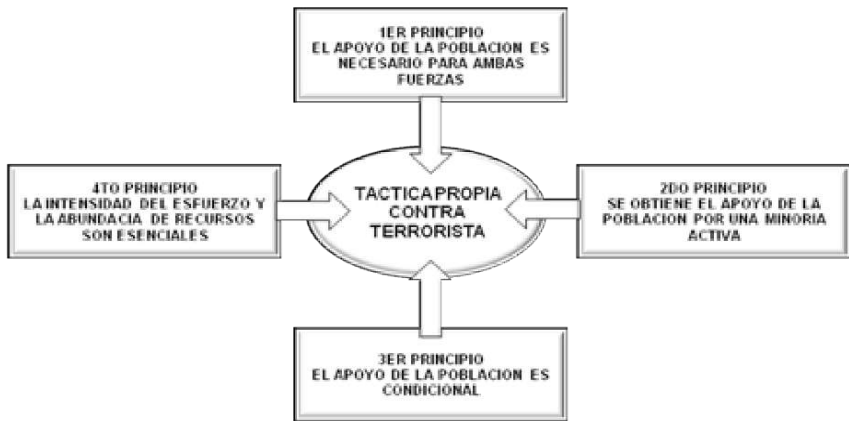 1ER PRINCIPIO
EL APOYO DE LA POBLACION ES
NECESARIO PARA AMBAS
FUERZAS
4TO PRINCIPIO
LA INTENSIDAD DEL ESFUERZO Y
LA ABUNDACIA DE RECURSOS
SON ESENCIALES
TACTICA PROPIA
CONTRA
TERRORISTA
2DO PRINCIPIO
SE OBTIENE EL APOYO DE LA
POBLACION POR UNA MINORIA
ACTIVA
3ER PRINCIPIO
EL APOYO DE LA POBLACION ES
CONDICIONAL